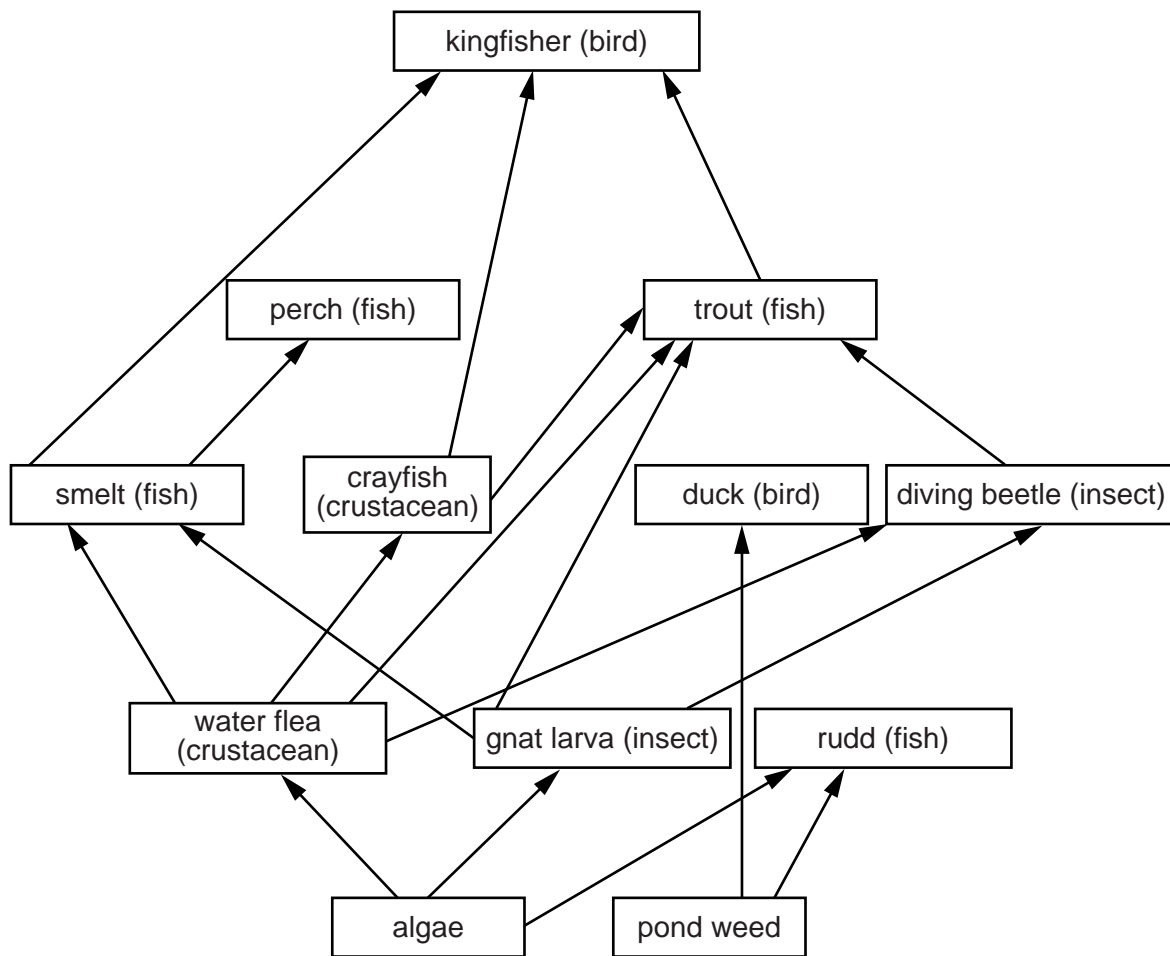 kingfisher (bird)
perch (fish)
trout (fish)
smelt (fish)
crayfish
(crustacean)
duck (bird)
diving beetle (insect)
water flea
(crustacean)
gnat larva (insect)
rudd (fish)
algae
pond weed